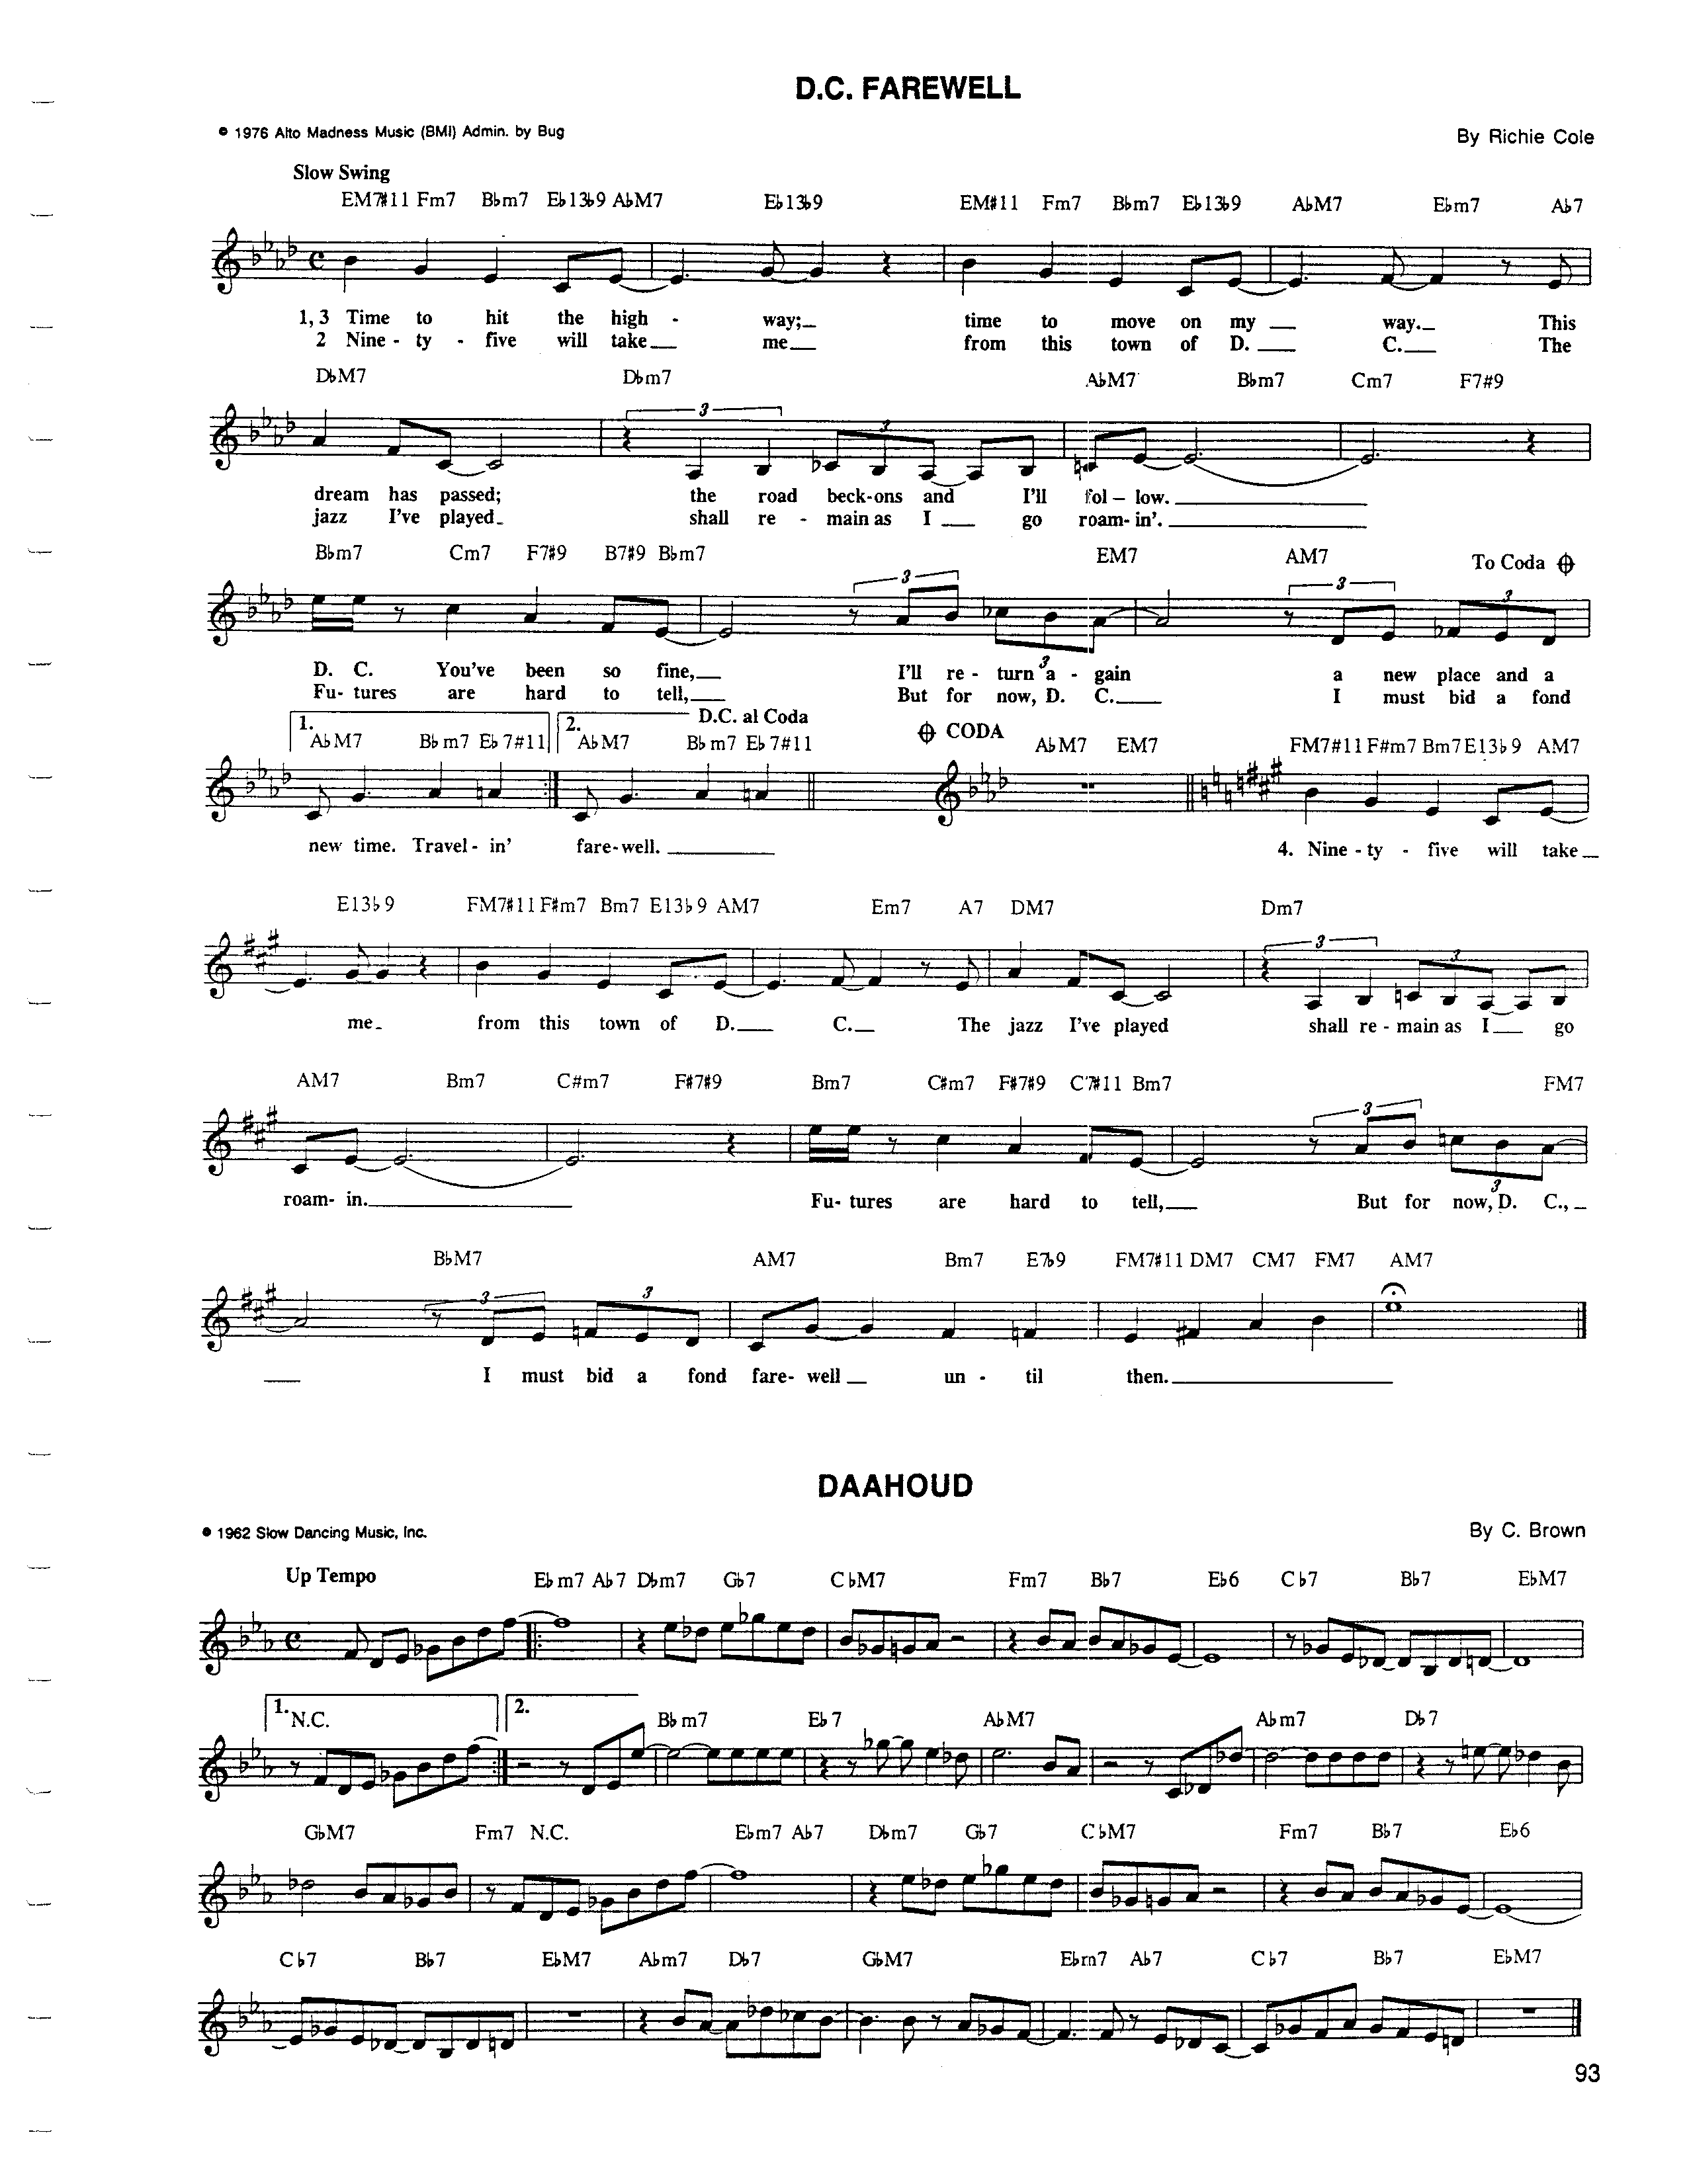 D.C. FAREWELL
© 1976 Alto Madness Music (BMI) Admin. by Bug
By Richie Cole
Slow Swing
EM7#11 Fm7 B♭m7 E♭13♭9 A♭M7 E♭13♭9 EM#11 Fm7 B♭m7 E♭13♭9 A♭M7 E♭m7 A♭7
1, 3 Time to hit the high - way; time to move on my way. This
2 Nine - ty - five will take me from this town of D. C. The
D♭M7 D♭m7 A♭M7 B♭m7 Cm7 F7#9
3 3
dream has passed; the road beck-ons and I'll fol – low.
jazz I've played shall re - main as I go roam- in'.
B♭m7 Cm7 F7#9 B7#9 B♭m7 EM7 AM7 To Coda
3 3 3 3
D. C. You've been so fine, I'll re - turn a - gain a new place and a
Fu- tures are hard to tell, But for now, D. C. I must bid a fond
1. 2. D.C. al Coda CODA
A♭M7 B♭m7 E♭7#11 A♭M7 B♭m7 E♭7#11 A♭M7 EM7 FM7#11 F#m7 Bm7 E13♭9 AM7
new time. Travel - in' fare-well. 4. Nine - ty - five will take
E13♭9 FM7#11 F#m7 Bm7 E13♭9 AM7 Em7 A7 DM7 Dm7
3 3
me from this town of D. C. The jazz I've played shall re - main as I go
AM7 Bm7 C#m7 F#7#9 Bm7 C#m7 F#7#9 C7#11 Bm7 FM7
3 3
roam- in. Fu- tures are hard to tell, But for now, D. C.,
B♭M7 AM7 Bm7 E7♭9 FM7#11 DM7 CM7 FM7 AM7
3 3
I must bid a fond fare- well un - til then.
DAAHOUD
© 1962 Slow Dancing Music, Inc.
By C. Brown
Up Tempo
E♭m7 A♭7 D♭m7 G♭7 C♭M7 Fm7 B♭7 E♭6 C♭7 B♭7 E♭M7
1. N.C. 2. B♭m7 E♭7 A♭M7 A♭m7 D♭7
G♭M7 Fm7 N.C. E♭m7 A♭7 D♭m7 G♭7 C♭M7 Fm7 B♭7 E♭6
C♭7 B♭7 E♭M7 A♭m7 D♭7 G♭M7 E♭m7 A♭7 C♭7 B♭7 E♭M7
93